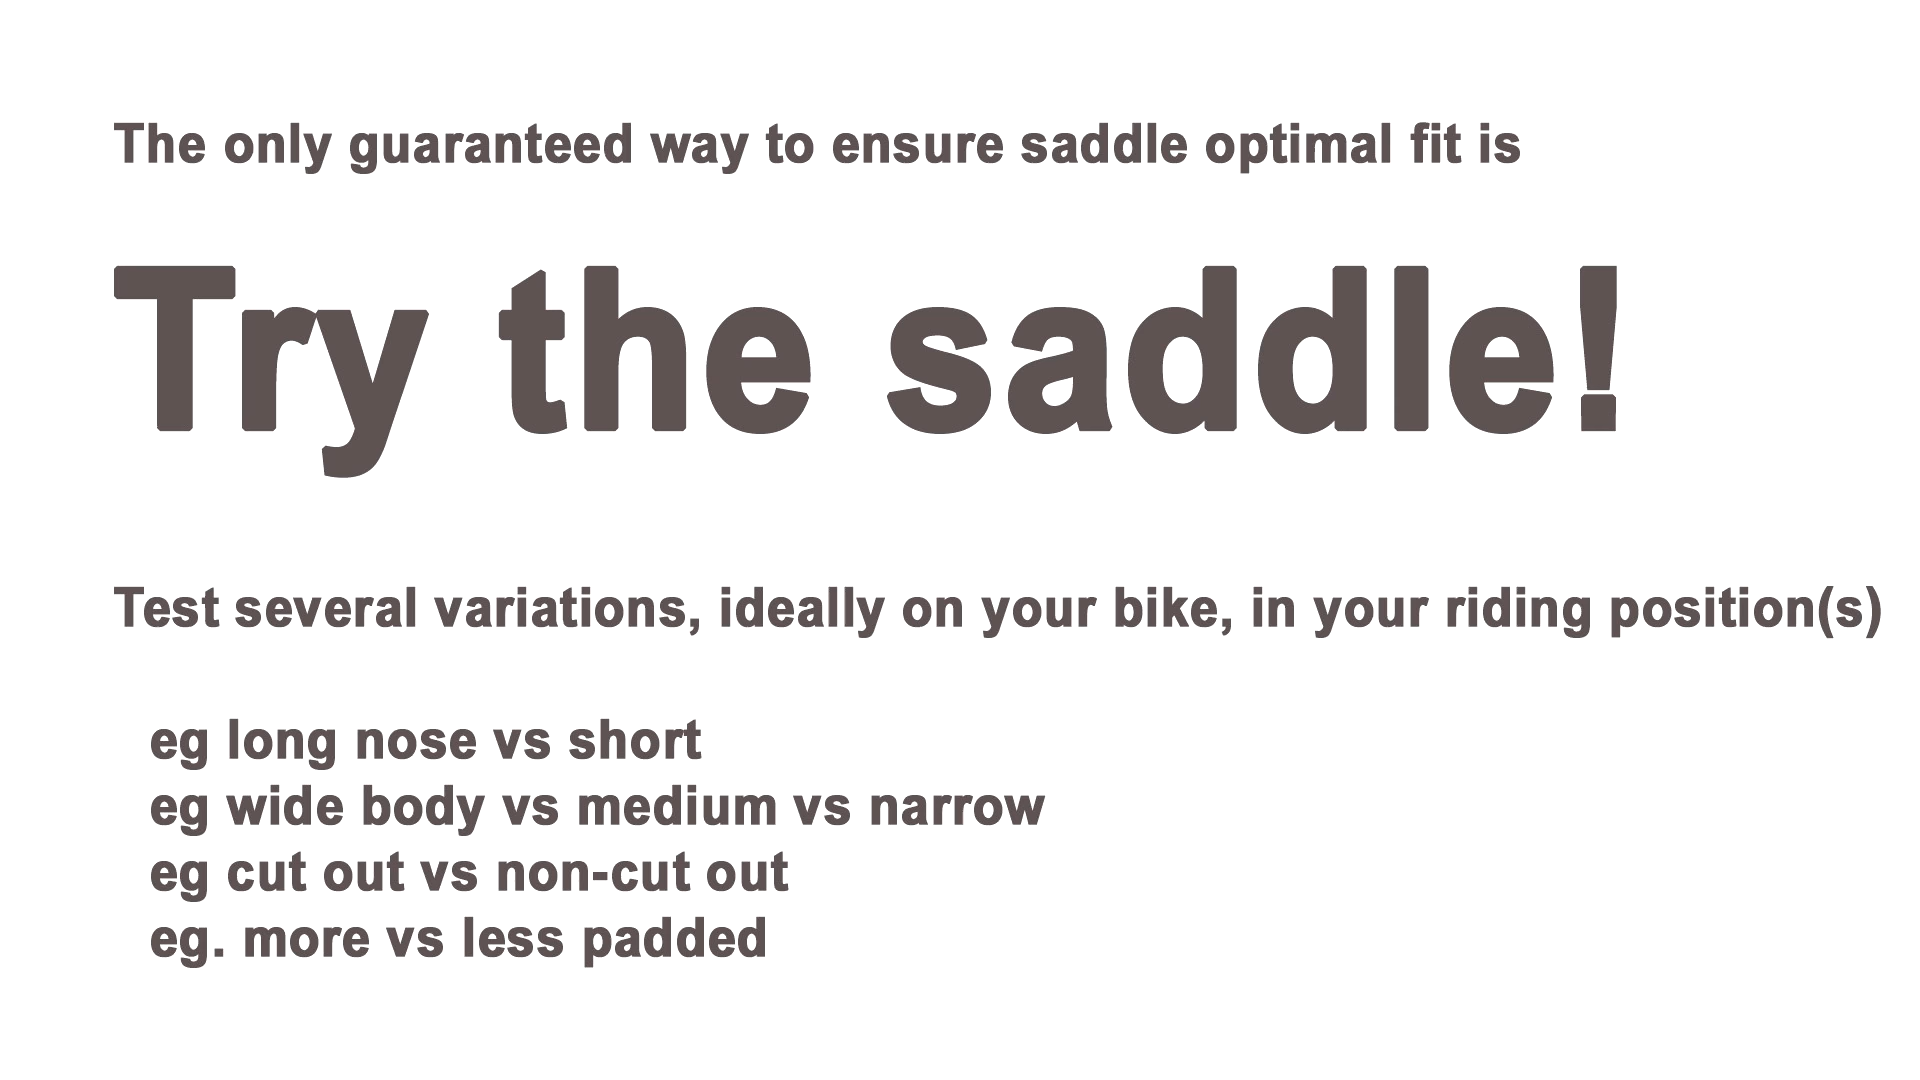 The only guaranteed way to ensure saddle optimal fit is
Try the saddle!
Test several variations, ideally on your bike, in your riding position(s)
eg long nose vs short
eg wide body vs medium vs narrow
eg cut out vs non-cut out
eg. more vs less padded